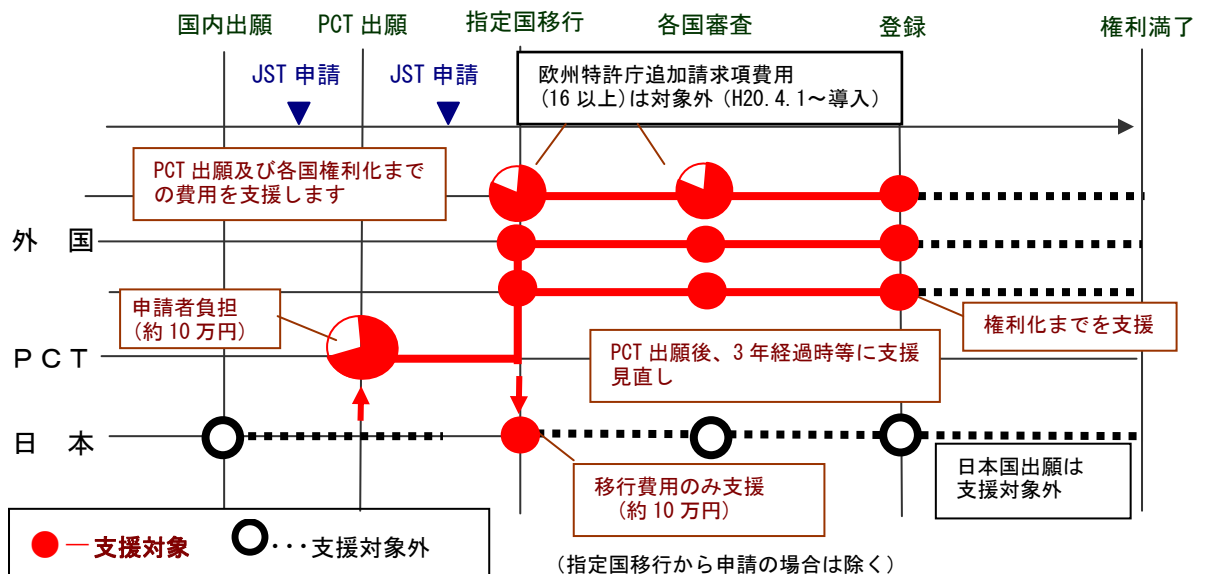 国内出願
PCT 出願
指定国移行
各国審査
登録
権利満了
JST 申請
JST 申請
欧州特許庁追加請求項費用
(16 以上)は対象外 (H20.4.1～導入)
PCT 出願及び各国権利化まで
の費用を支援します
外 国
申請者負担
(約 10 万円)
権利化までを支援
PCT
PCT 出願後、3 年経過時等に支援
見直し
日 本
移行費用のみ支援
(約 10 万円)
日本国出願は
支援対象外
支援対象
・・・支援対象外
(指定国移行から申請の場合は除く)